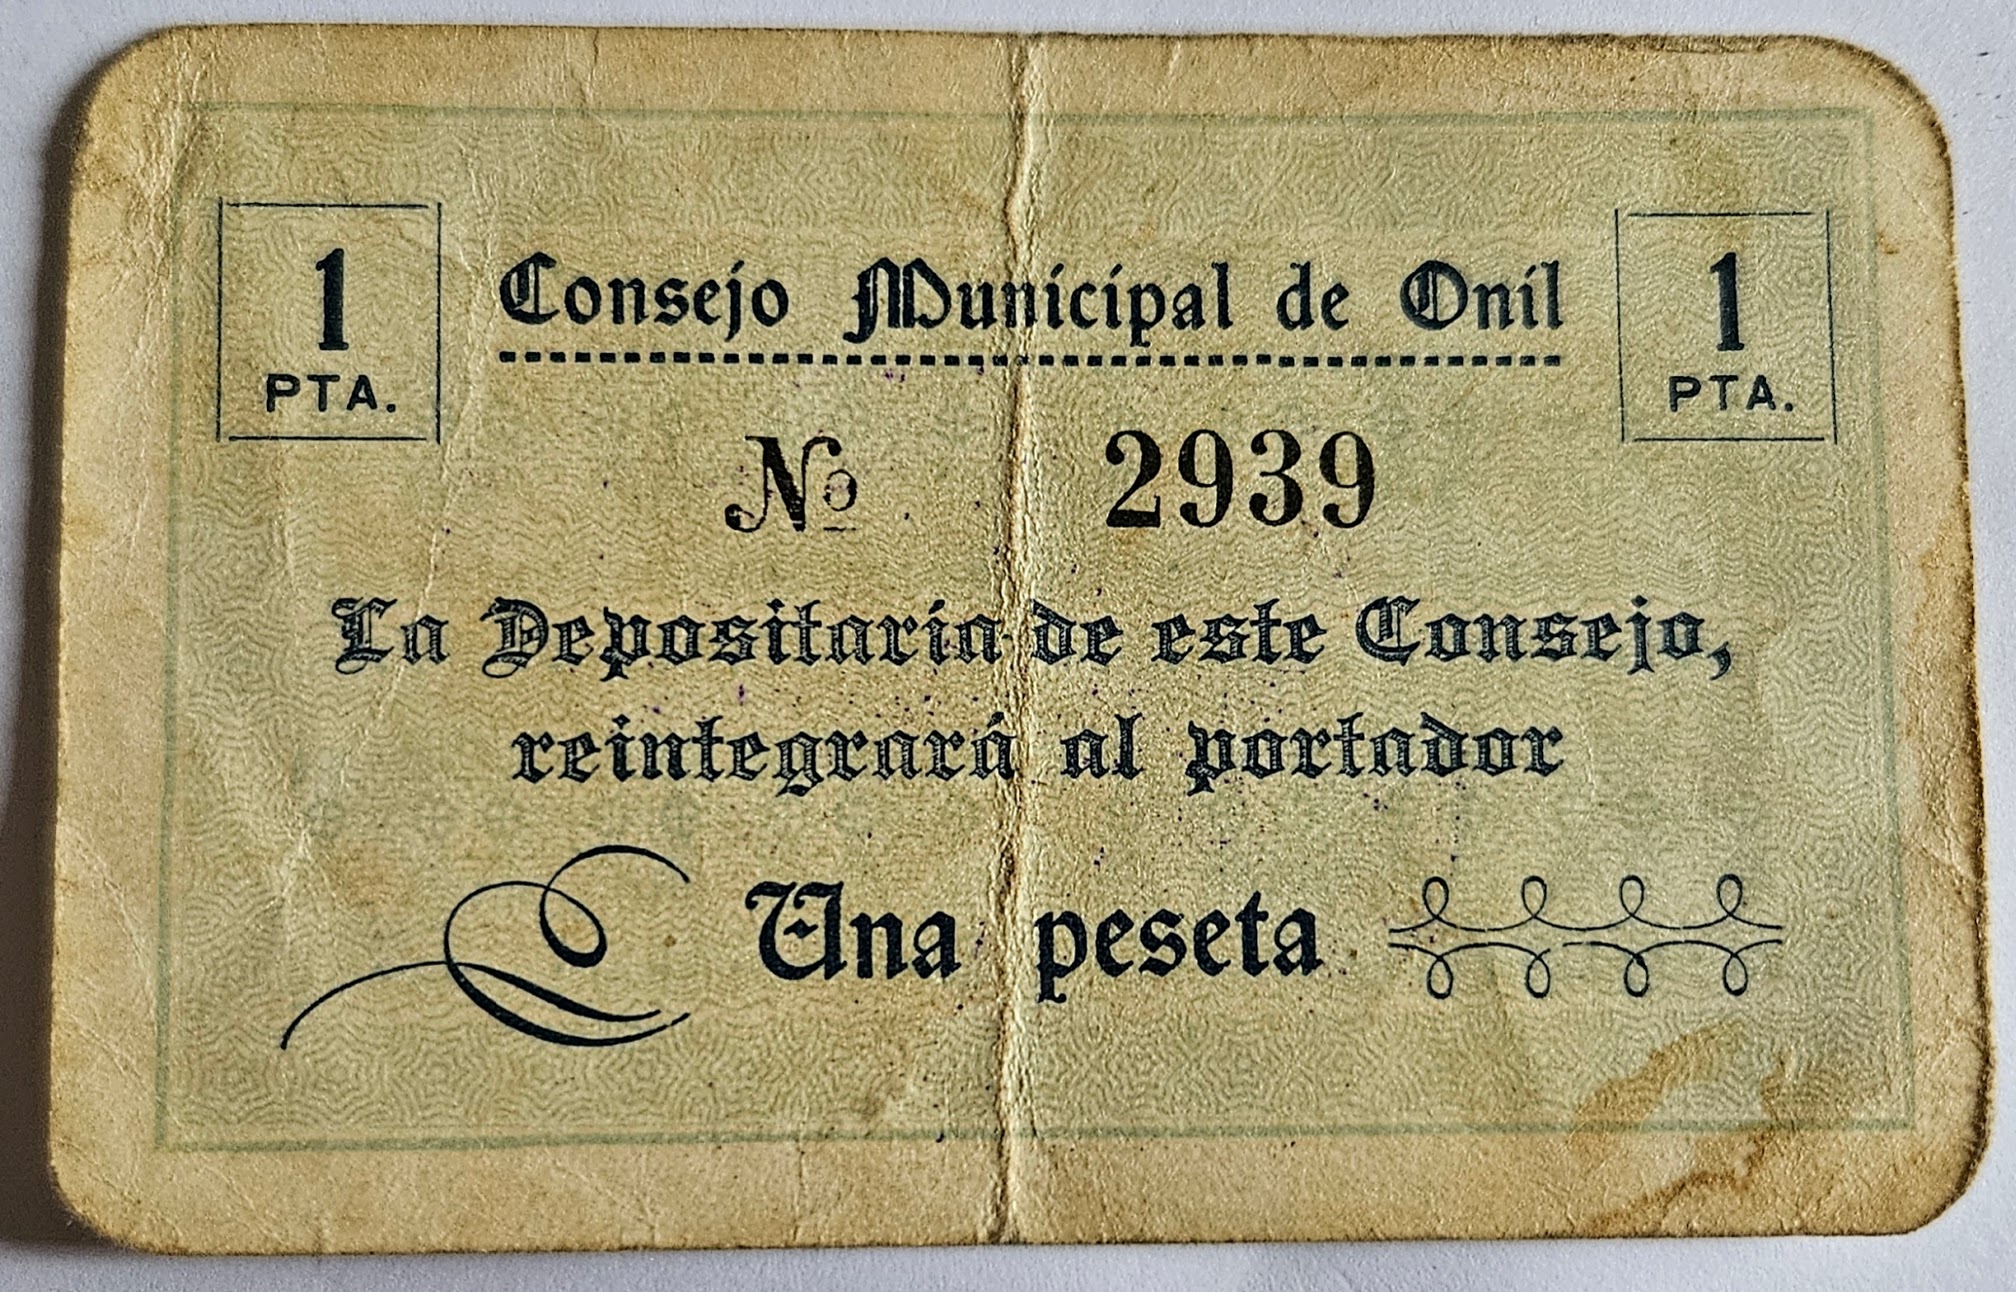 1 PTA.
Consejo Municipal de Onil
1 PTA.
Nº 2939
La Depositaría de este Consejo,
reintegrará al portador
Una peseta